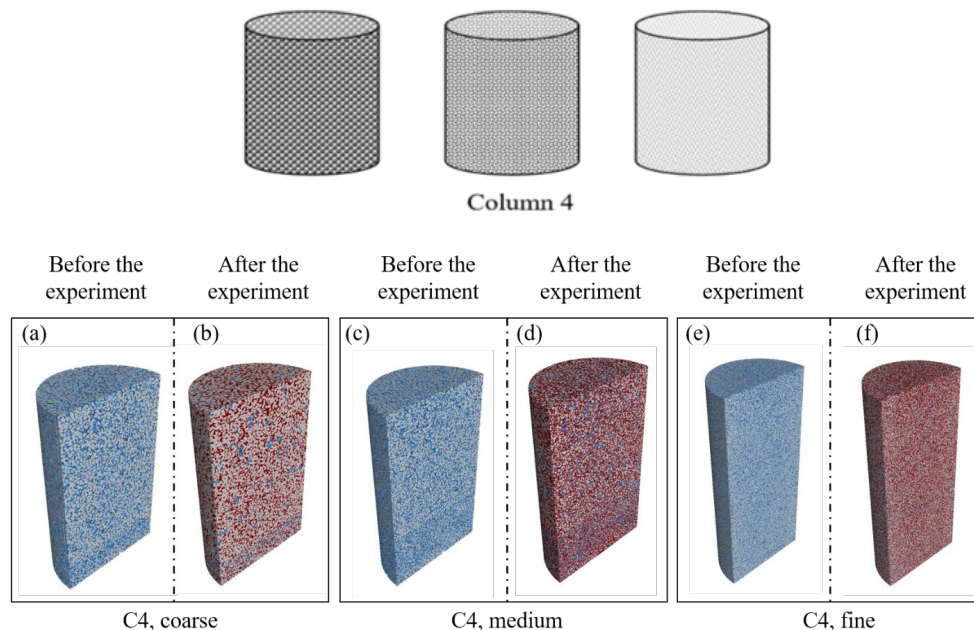 Column 4
Before the
experiment
After the
experiment
Before the
experiment
After the
experiment
Before the
experiment
After the
experiment
(a)
(b)
(c)
(d)
(e)
(f)
C4, coarse
C4, medium
C4, fine